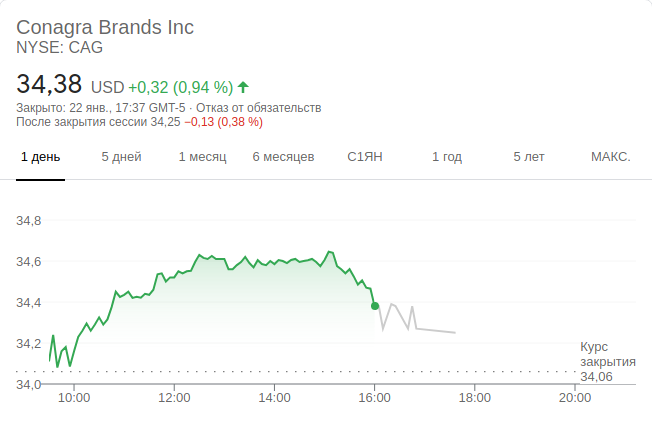 Conagra Brands Inc
NYSE: CAG
34,38 USD +0,32 (0,94 %)
Закрыто: 22 янв., 17:37 GMT-5 · Отказ от обязательств
После закрытия сессии 34,25 −0,13 (0,38 %)
1 день 5 дней 1 месяц 6 месяцев С1ЯН 1 год 5 лет МАКС.
34,8
34,6
34,4
34,2
Курс
закрытия
34,06
34,0
10:00 12:00 14:00 16:00 18:00 20:00